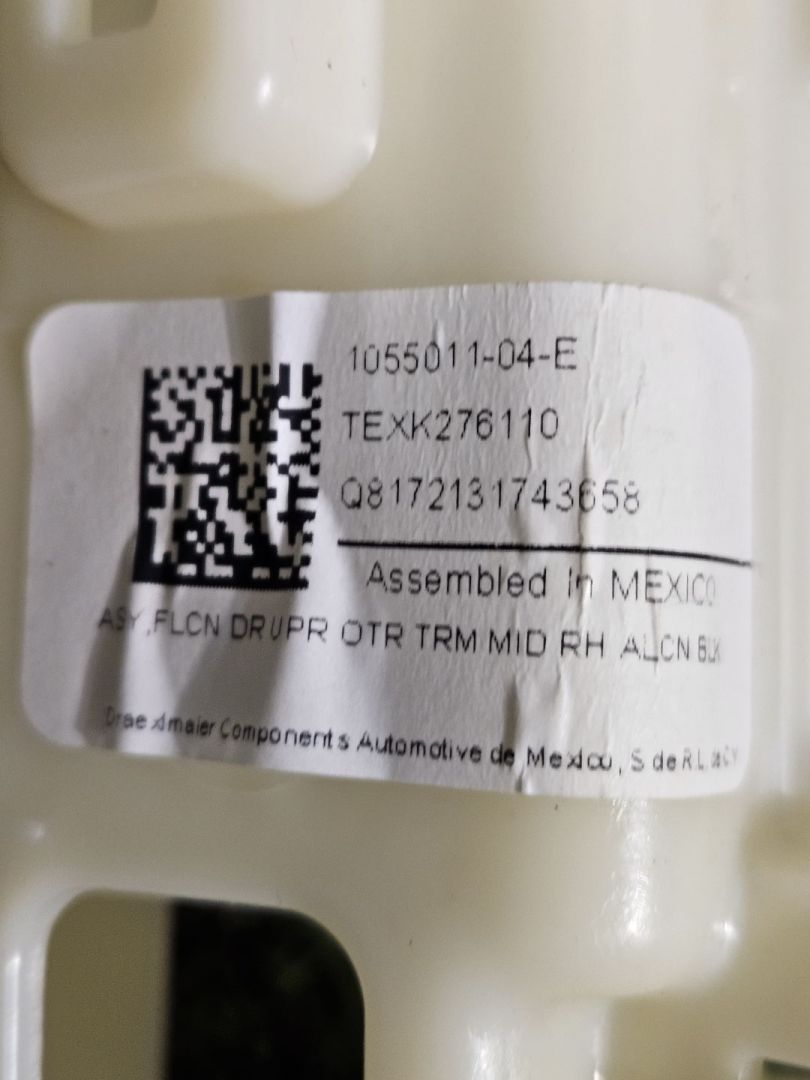 1055011-04-E
TEXK276110
Q8172131743658
Assembled in MEXICO
ASY,FLCN DR UPR OTR TRM MID RH ALCN BLK
Draexlmaier Components Automotive de Mexico, S de R.L. de C.V